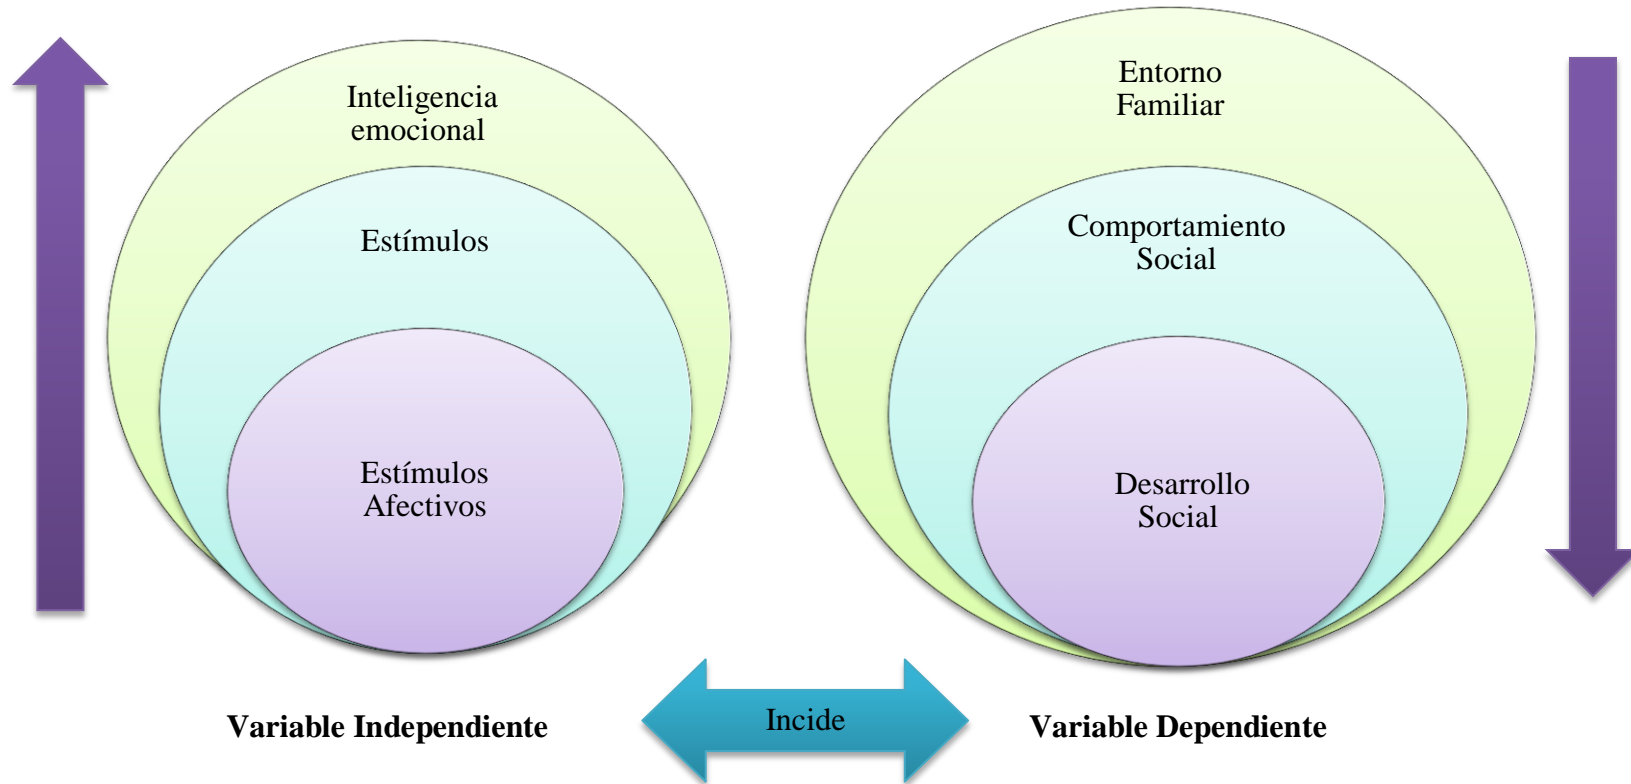 Inteligencia
emocional
Estímulos
Estímulos
Afectivos
Entorno
Familiar
Comportamiento
Social
Desarrollo
Social
Variable Independiente
Incide
Variable Dependiente